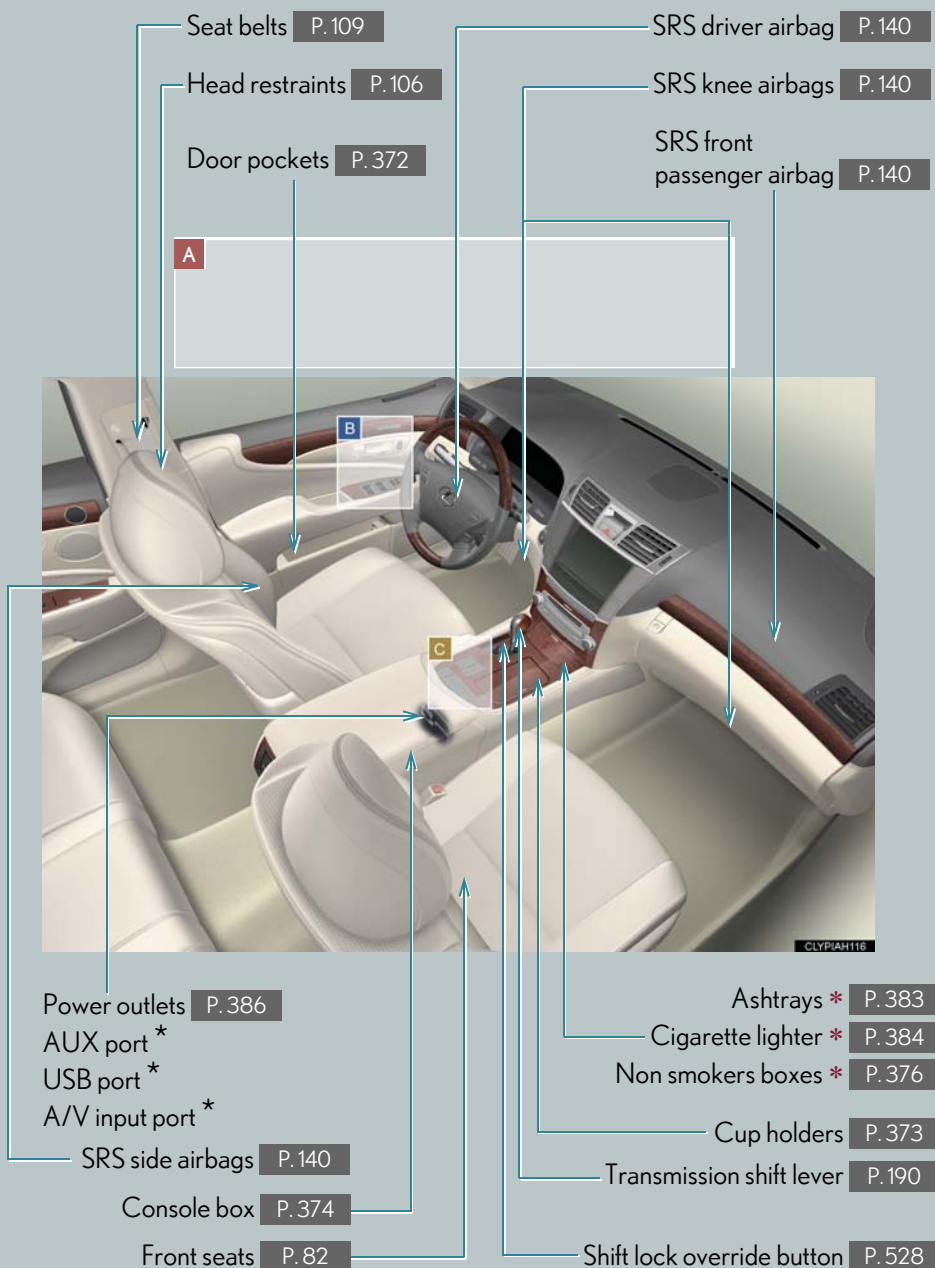 Seat belts P.109
Head restraints P.106
Door pockets P.372
SRS driver airbag P.140
SRS knee airbags P.140
SRS front
passenger airbag P.140
A
B
C
CLYPIAH116
Power outlets P.386
AUX port *
USB port *
A/V input port *
SRS side airbags P.140
Console box P.374
Front seats P.82
Ashtrays * P.383
Cigarette lighter * P.384
Non smokers boxes * P.376
Cup holders P.373
Transmission shift lever P.190
Shift lock override button P.528